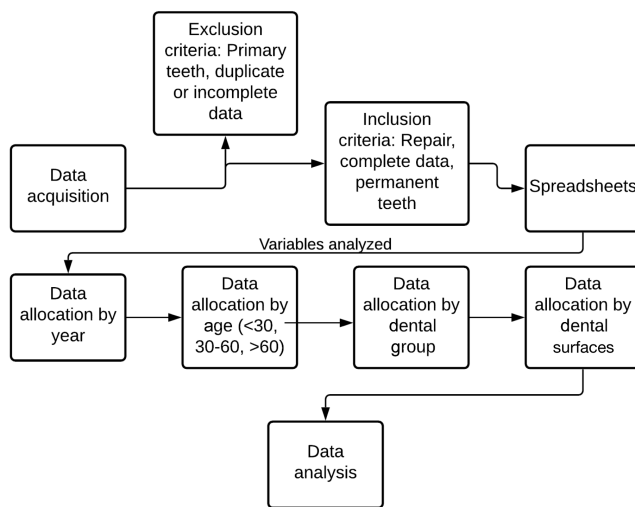 Exclusion
criteria: Primary
teeth, duplicate
or incomplete
data
Data
acquisition
Inclusion
criteria: Repair,
complete data,
permanent
teeth
Spreadsheets
Variables analyzed
Data
allocation by
year
Data
allocation by
age (<30,
30-60, >60)
Data
allocation by
dental
group
Data
allocation by
dental
surfaces
Data
analysis